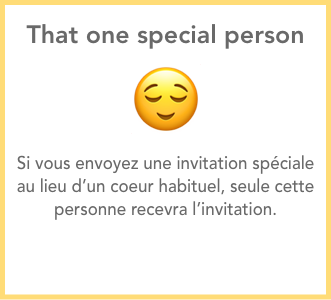 That one special person
Si vous envoyez une invitation spéciale
au lieu d’un coeur habituel, seule cette
personne recevra l’invitation.